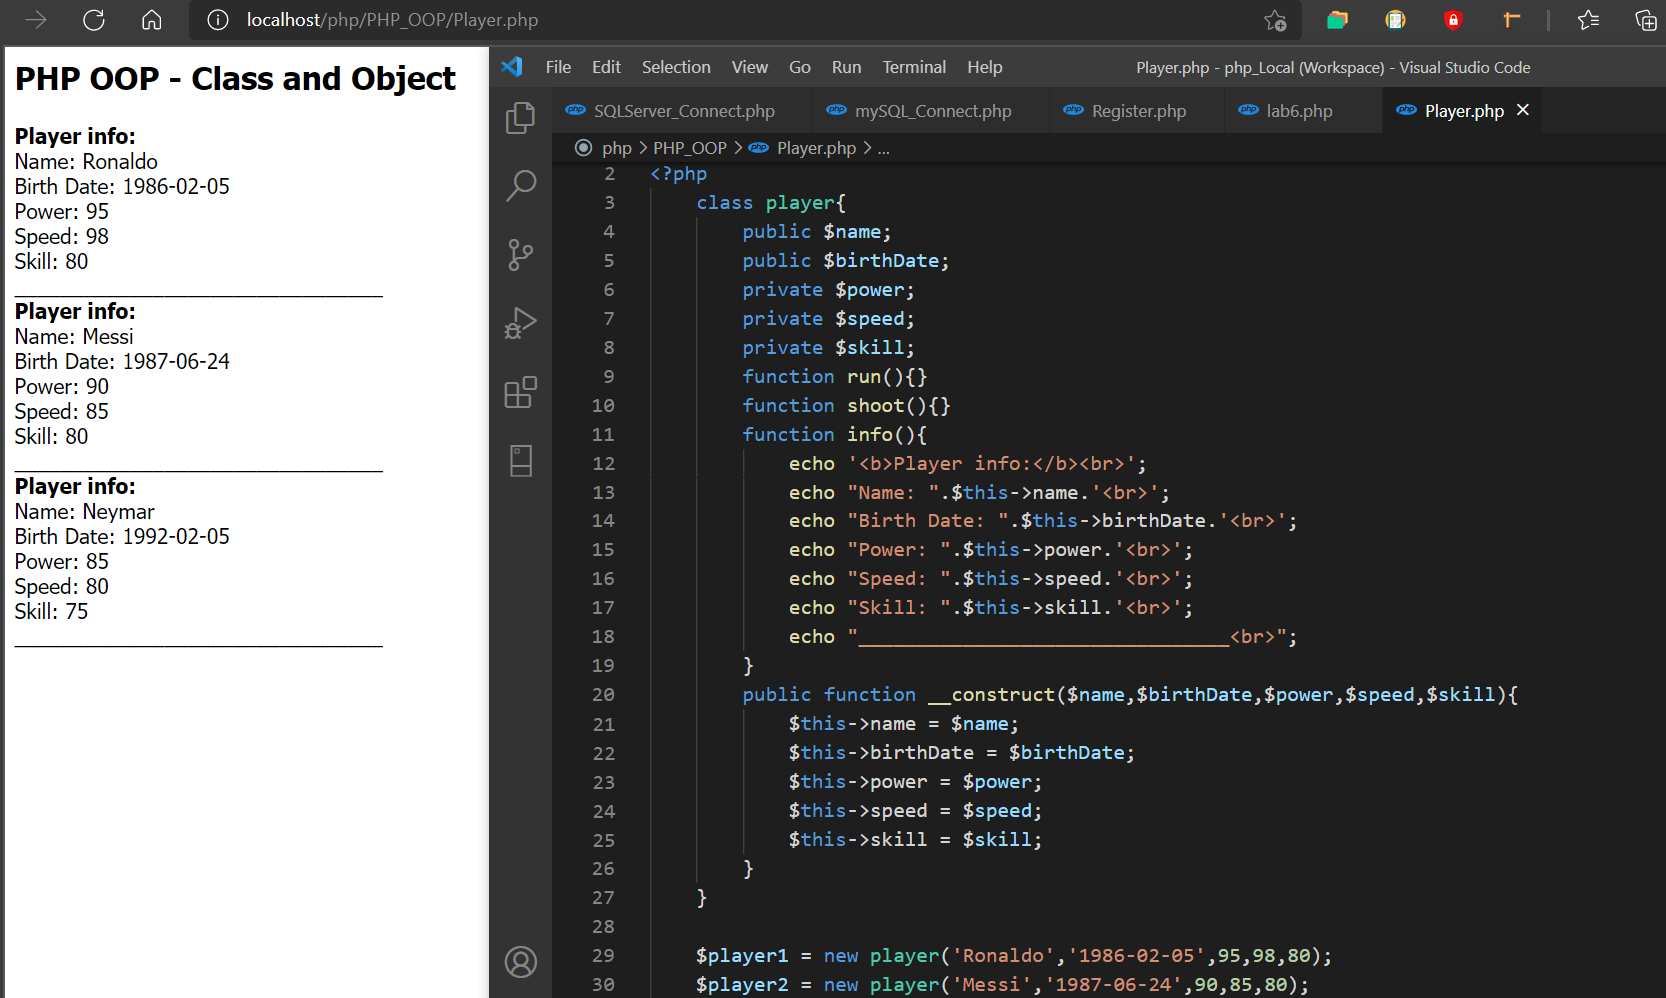 localhost/php/PHP_OOP/Player.php
PHP OOP - Class and Object
Player info:
Name: Ronaldo
Birth Date: 1986-02-05
Power: 95
Speed: 98
Skill: 80
________________________________
Player info:
Name: Messi
Birth Date: 1987-06-24
Power: 90
Speed: 85
Skill: 80
________________________________
Player info:
Name: Neymar
Birth Date: 1992-02-05
Power: 85
Speed: 80
Skill: 75
________________________________
File Edit Selection View Go Run Terminal Help Player.php - php_Local (Workspace) - Visual Studio Code
php SQLServer_Connect.php php mySQL_Connect.php php Register.php php lab6.php php Player.php ×
php > PHP_OOP > php Player.php > ...
2 <?php
3 class player{
4 public $name;
5 public $birthDate;
6 private $power;
7 private $speed;
8 private $skill;
9 function run(){}
10 function shoot(){}
11 function info(){
12 echo '<b>Player info:</b><br>';
13 echo "Name: ".$this->name.'<br>';
14 echo "Birth Date: ".$this->birthDate.'<br>';
15 echo "Power: ".$this->power.'<br>';
16 echo "Speed: ".$this->speed.'<br>';
17 echo "Skill: ".$this->skill.'<br>';
18 echo "________________________________<br>";
19 }
20 public function __construct($name,$birthDate,$power,$speed,$skill){
21 $this->name = $name;
22 $this->birthDate = $birthDate;
23 $this->power = $power;
24 $this->speed = $speed;
25 $this->skill = $skill;
26 }
27 }
28
29 $player1 = new player('Ronaldo','1986-02-05',95,98,80);
30 $player2 = new player('Messi','1987-06-24',90,85,80);